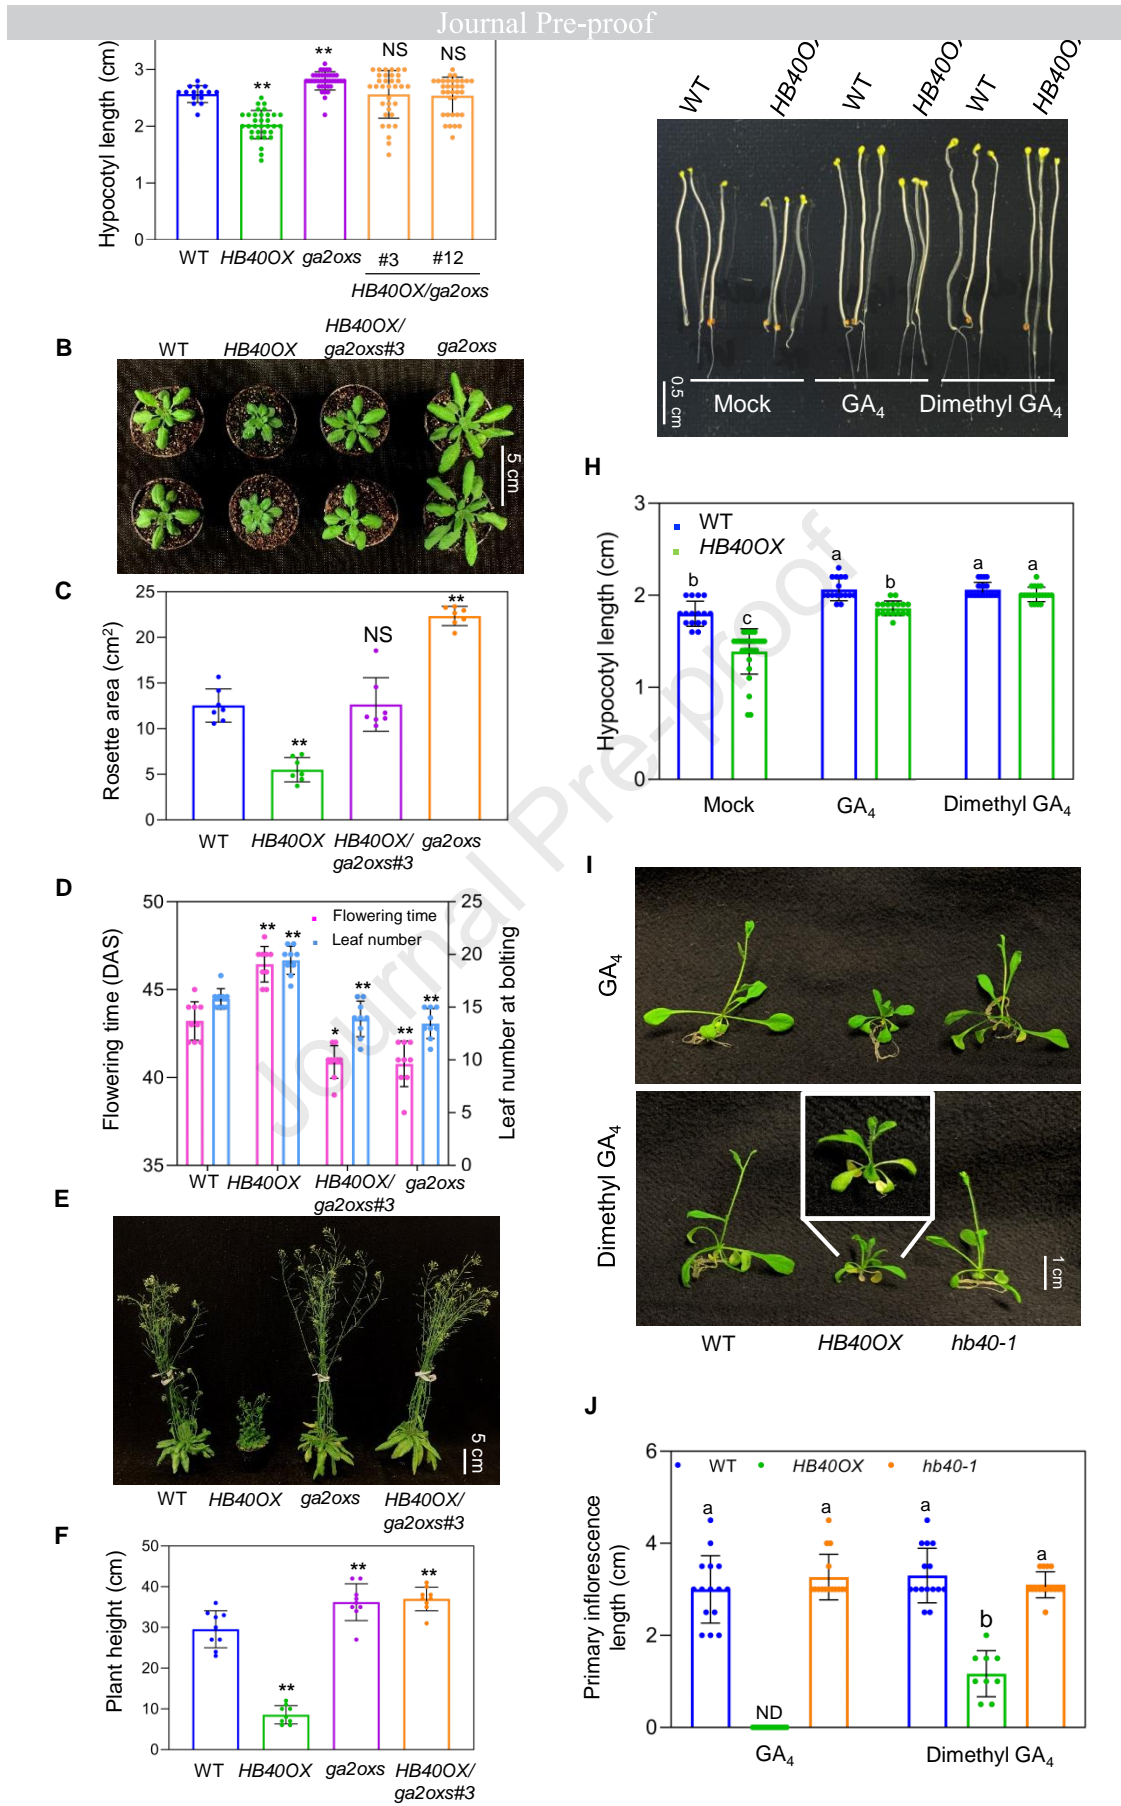 Journal Pre-proof
Hypocotyl length (cm)
3
2
1
0
**
**
NS
NS
WT HB40OX ga2oxs #3 #12
HB40OX/ga2oxs
WT
WT
WT
Mock GA4 Dimethyl GA4
0.5 cm
B
WT HB40OX HB40OX/
ga2oxs#3 ga2oxs
5 cm
C
Rosette area (cm2)
25
20
15
10
5
0
**
NS
**
WT HB40OX HB40OX/ ga2oxs
ga2oxs#3
D
Flowering time (DAS)
50
45
40
35
Flowering time
Leaf number
** **
* **
** **
25
20
15
10
5
0
Leaf number at bolting
WT HB40OX HB40OX/ ga2oxs
ga2oxs#3
E
5 cm
WT HB40OX ga2oxs HB40OX/
ga2oxs#3
F
Plant height (cm)
50
40
30
20
10
0
**
**
**
WT HB40OX ga2oxs HB40OX/
ga2oxs#3
H
Hypocotyl length (cm)
3
2
1
0
WT
HB40OX
b c a b a a
Mock GA4 Dimethyl GA4
I
GA4
Dimethyl GA4
1 cm
WT HB40OX hb40-1
J
Primary inflorescence
length (cm)
6
4
2
0
WT HB40OX hb40-1
a ND a a b a
GA4 Dimethyl GA4
Journal Pre-proof